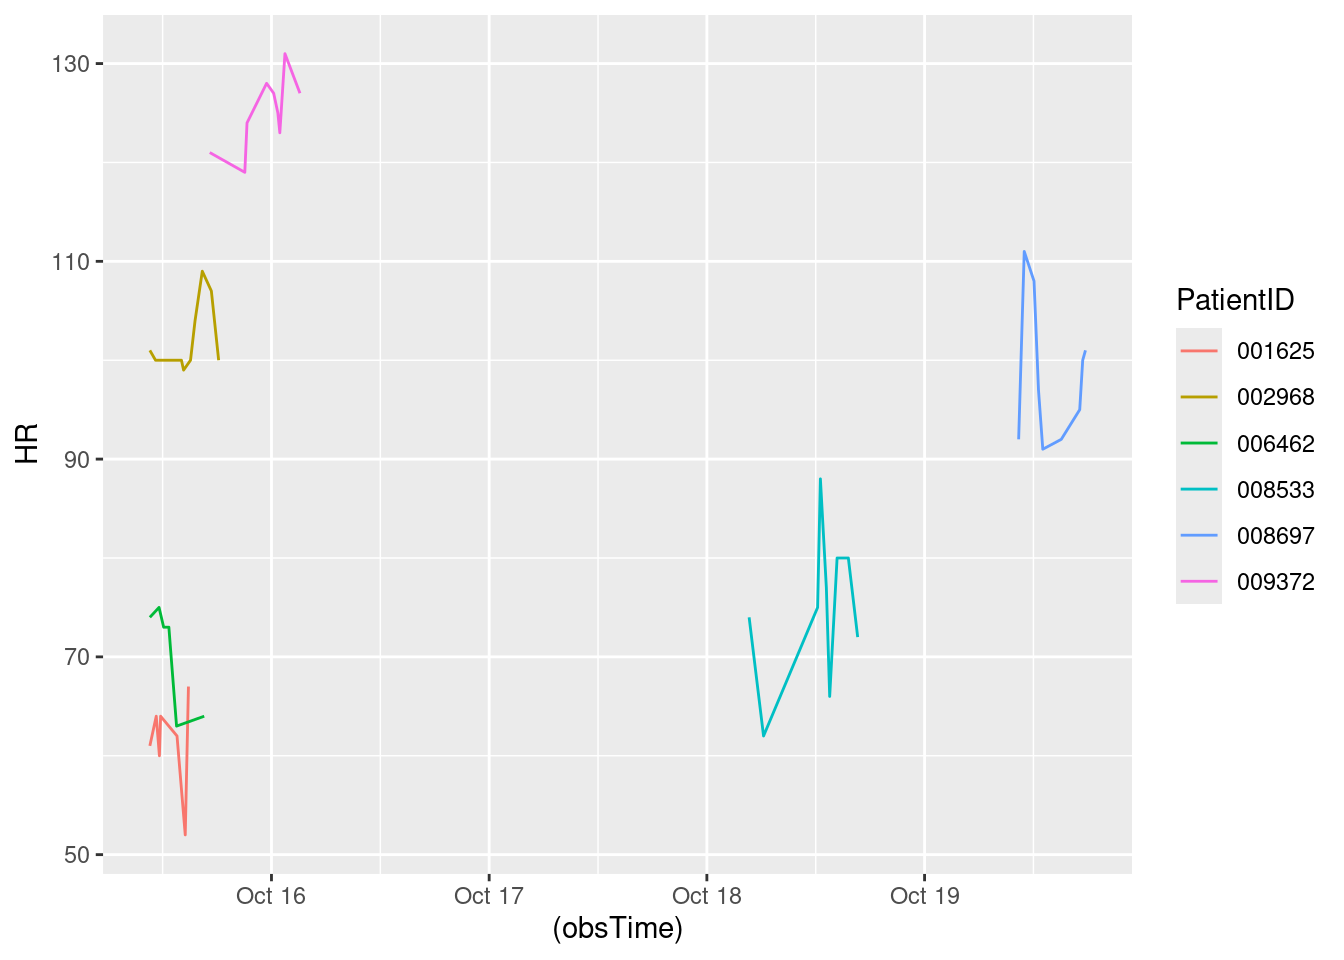 HR
130
110
90
70
50
Oct 16
Oct 17
Oct 18
Oct 19
(obsTime)
PatientID
001625
002968
006462
008533
008697
009372